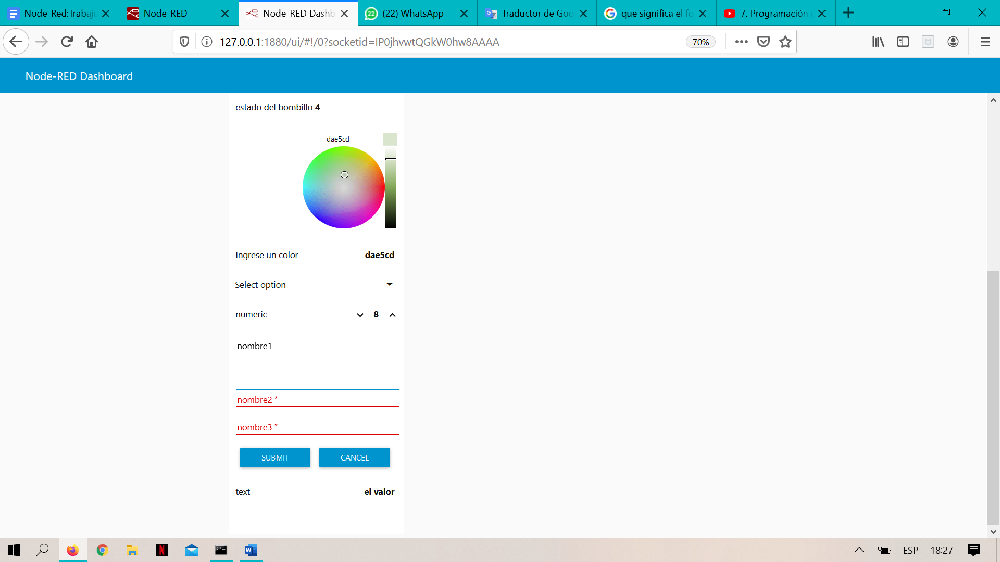 Node-Red:Trabajo
Node-RED
Node-RED Dashb
22
(22) WhatsApp
Traductor de Goo
que significa el fo
7. Programación
127.0.0.1:1880/ui/#!/0?socketid=IP0jhvwtQGkW0hw8AAAA
70%
Node-RED Dashboard
estado del bombillo 4
dae5cd
Ingrese un color dae5cd
Select option
numeric 8
nombre1
nombre2 *
nombre3 *
SUBMIT CANCEL
text el valor
ESP 18:27